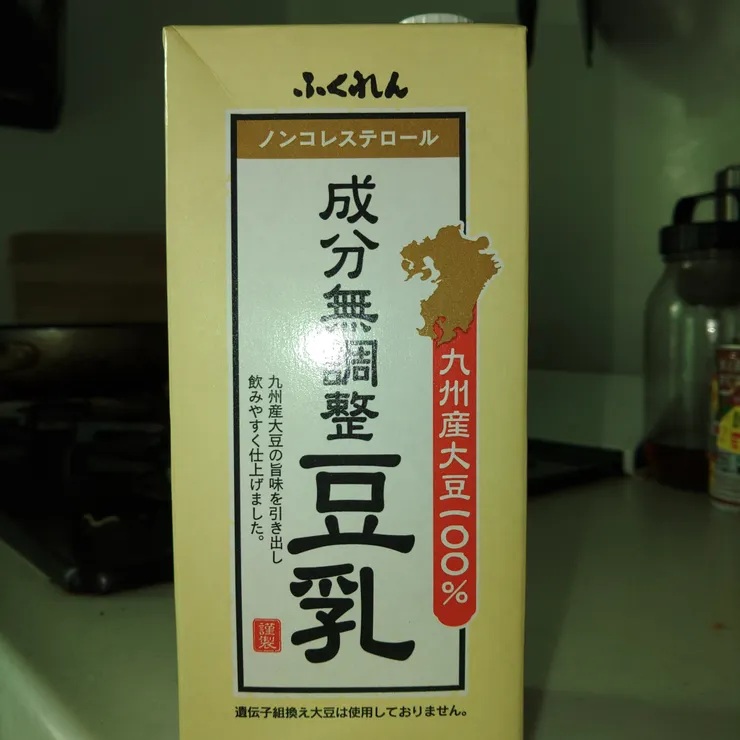 ふくれん
ノンコレステロール
成分無調整
豆乳
九州産大豆一〇〇%
九州産大豆の旨味を引き出し
飲みやすく仕上げました。
謹製
遺伝子組換え大豆は使用しておりません。